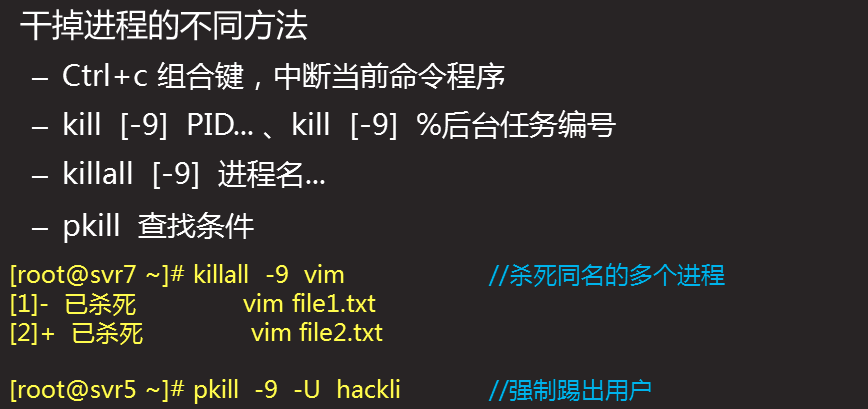 干掉进程的不同方法
– Ctrl+c 组合键，中断当前命令程序
– kill [-9] PID... 、kill [-9] %后台任务编号
– killall [-9] 进程名...
– pkill 查找条件
[root@svr7 ~]# killall -9 vim //杀死同名的多个进程
[1]- 已杀死 vim file1.txt
[2]+ 已杀死 vim file2.txt
[root@svr5 ~]# pkill -9 -U hackli //强制踢出用户